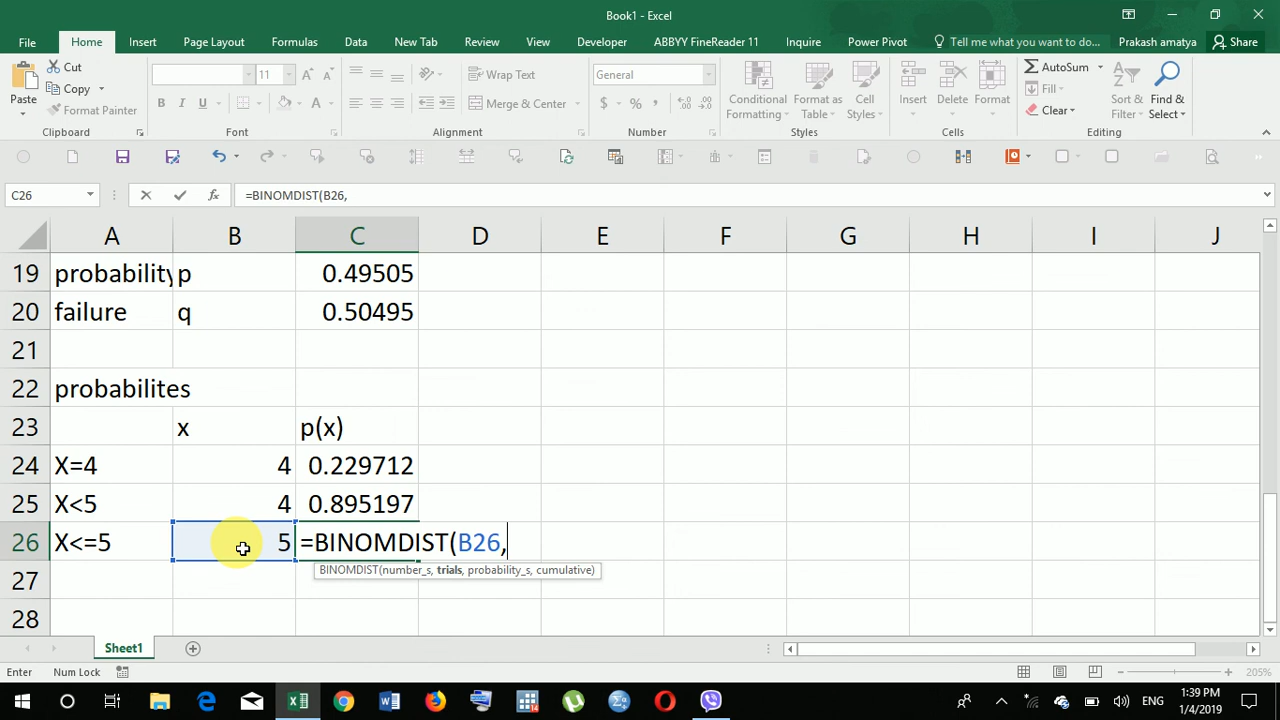 Book1 - Excel
File Home Insert Page Layout Formulas Data New Tab Review View Developer ABBYY FineReader 11 Inquire Power Pivot Tell me what you want to do... Prakash amatya Share
Paste Cut Copy Format Painter Clipboard
11 B I U A A A Font
Wrap Text Merge & Center Alignment
General $ % , Number
Conditional Formatting Format as Table Cell Styles Styles
Insert Delete Format Cells
AutoSum Fill Clear Sort & Filter Find & Select Editing
C26 fx =BINOMDIST(B26,
A B C D E F G H I J
19 probability p 0.49505
20 failure q 0.50495
21
22 probabilites
23 x p(x)
24 X=4 4 0.229712
25 X<5 4 0.895197
26 X<=5 5 =BINOMDIST(B26,
BINOMDIST(number_s, trials, probability_s, cumulative)
27
28
Sheet1
Enter Num Lock 205%
ENG 1:39 PM
1/4/2019